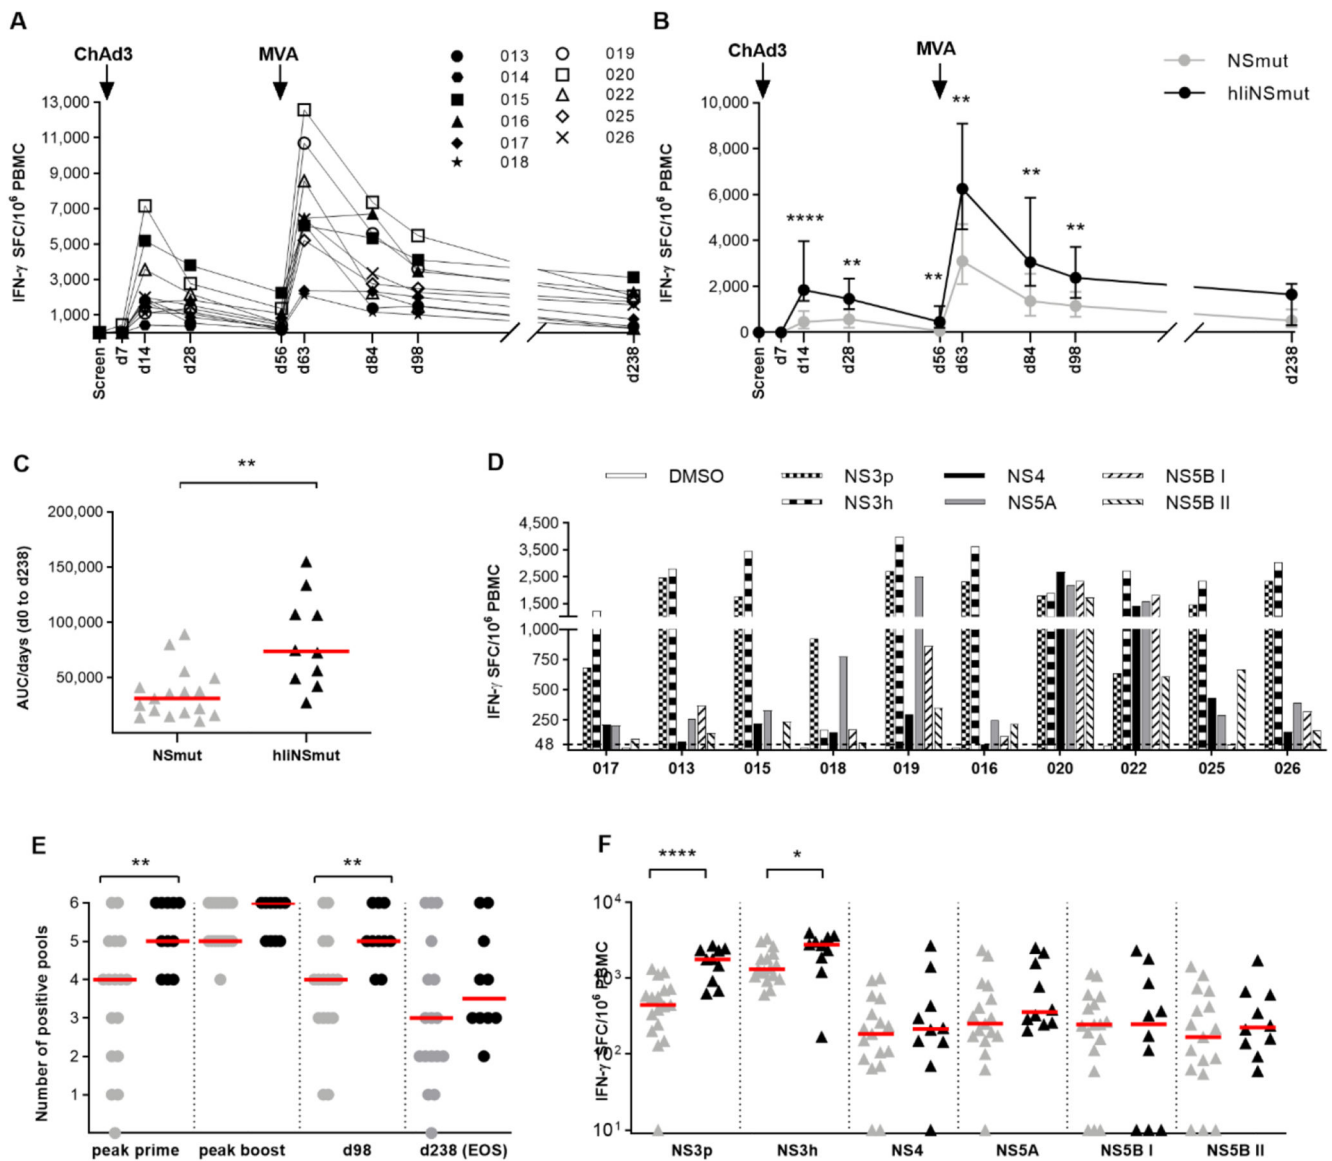 A
ChAd3
MVA
013
014
015
016
017
018
019
020
022
025
026
IFN-γ SFC/10⁶ PBMC
13,000
11,000
9,000
7,000
5,000
3,000
1,000
Screen
d7
d14
d28
d56
d63
d84
d98
d238
B
ChAd3
MVA
NSmut
hliNSmut
IFN-γ SFC/10⁶ PBMC
10,000
8,000
6,000
4,000
2,000
0
****
**
**
**
**
**
Screen
d7
d14
d28
d56
d63
d84
d98
d238
C
**
AUC/days (d0 to d238)
200,000
150,000
100,000
50,000
NSmut
hliNSmut
D
DMSO
NS3p
NS3h
NS4
NS5A
NS5B I
NS5B II
IFN-γ SFC/10⁶ PBMC
4,500
3,500
2,500
1,500
1,000
750
500
250
48
017 013 015 018 019 016 020 022 025 026
E
** **
Number of positive pools
6
5
4
3
2
1
peak prime peak boost d98 d238 (EOS)
F
**** *
IFN-γ SFC/10⁶ PBMC
10⁴
10³
10²
10¹
NS3p NS3h NS4 NS5A NS5B I NS5B II